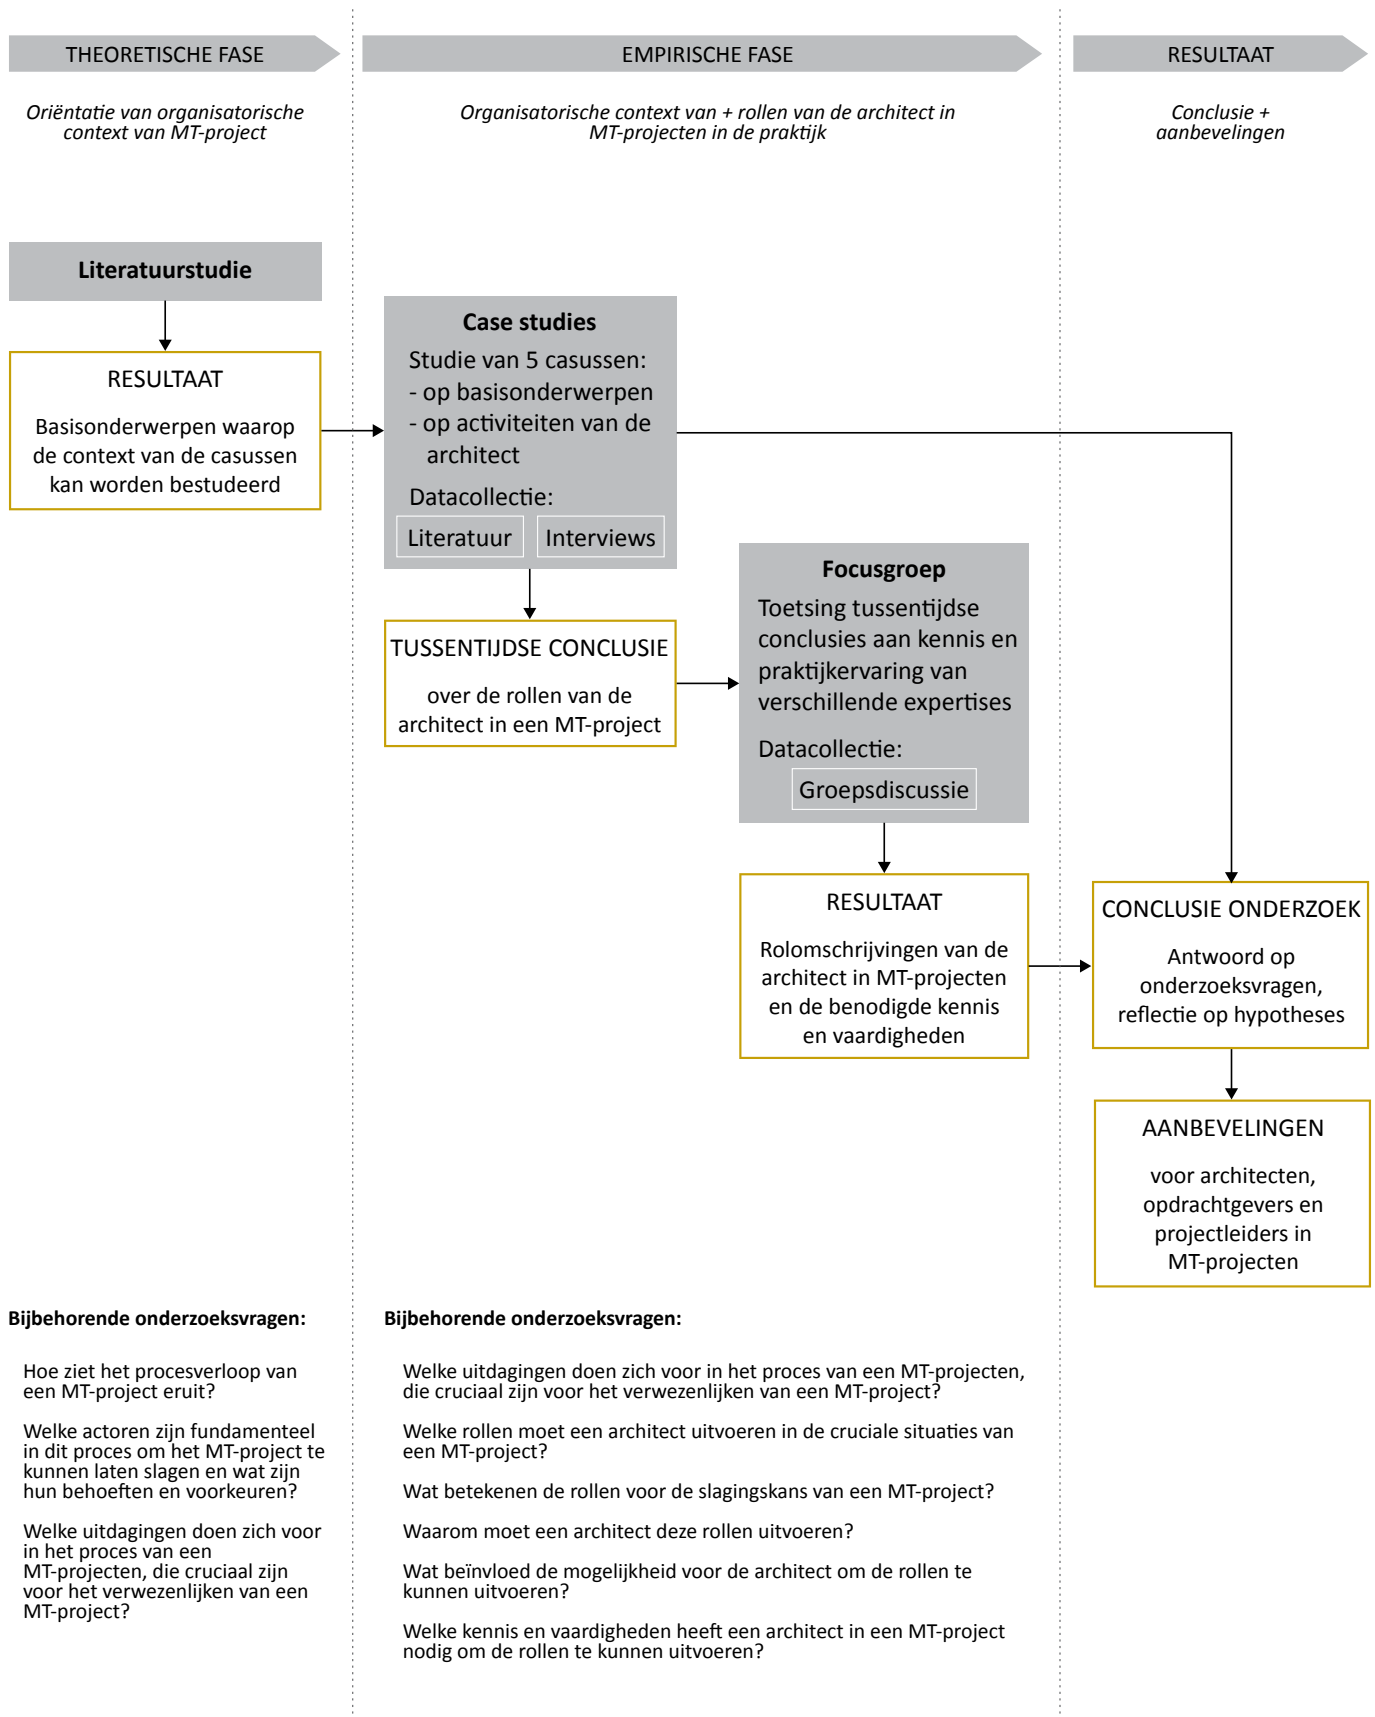 THEORETISCHE FASE
EMPIRISCHE FASE
RESULTAAT
Oriëntatie van organisatorische
context van MT-project
Organisatorische context van + rollen van de architect in
MT-projecten in de praktijk
Conclusie +
aanbevelingen
Literatuurstudie
RESULTAAT
Basisonderwerpen waarop
de context van de casussen
kan worden bestudeerd
Case studies
Studie van 5 casussen:
- op basisonderwerpen
- op activiteiten van de
architect
Datacollectie:
Literatuur
Interviews
TUSSENTIJDSE CONCLUSIE
over de rollen van de
architect in een MT-project
Focusgroep
Toetsing tussentijdse
conclusies aan kennis en
praktijkervaring van
verschillende expertises
Datacollectie:
Groepsdiscussie
RESULTAAT
Rolomschrijvingen van de
architect in MT-projecten
en de benodigde kennis
en vaardigheden
CONCLUSIE ONDERZOEK
Antwoord op
onderzoeksvragen,
reflectie op hypotheses
AANBEVELINGEN
voor architecten,
opdrachtgevers en
projectleiders in
MT-projecten
Bijbehorende onderzoeksvragen:
Hoe ziet het procesverloop van
een MT-project eruit?
Welke actoren zijn fundamenteel
in dit proces om het MT-project te
kunnen laten slagen en wat zijn
hun behoeften en voorkeuren?
Welke uitdagingen doen zich voor
in het proces van een
MT-projecten, die cruciaal zijn
voor het verwezenlijken van een
MT-project?
Bijbehorende onderzoeksvragen:
Welke uitdagingen doen zich voor in het proces van een MT-projecten,
die cruciaal zijn voor het verwezenlijken van een MT-project?
Welke rollen moet een architect uitvoeren in de cruciale situaties van
een MT-project?
Wat betekenen de rollen voor de slagingskans van een MT-project?
Waarom moet een architect deze rollen uitvoeren?
Wat beïnvloed de mogelijkheid voor de architect om de rollen te
kunnen uitvoeren?
Welke kennis en vaardigheden heeft een architect in een MT-project
nodig om de rollen te kunnen uitvoeren?